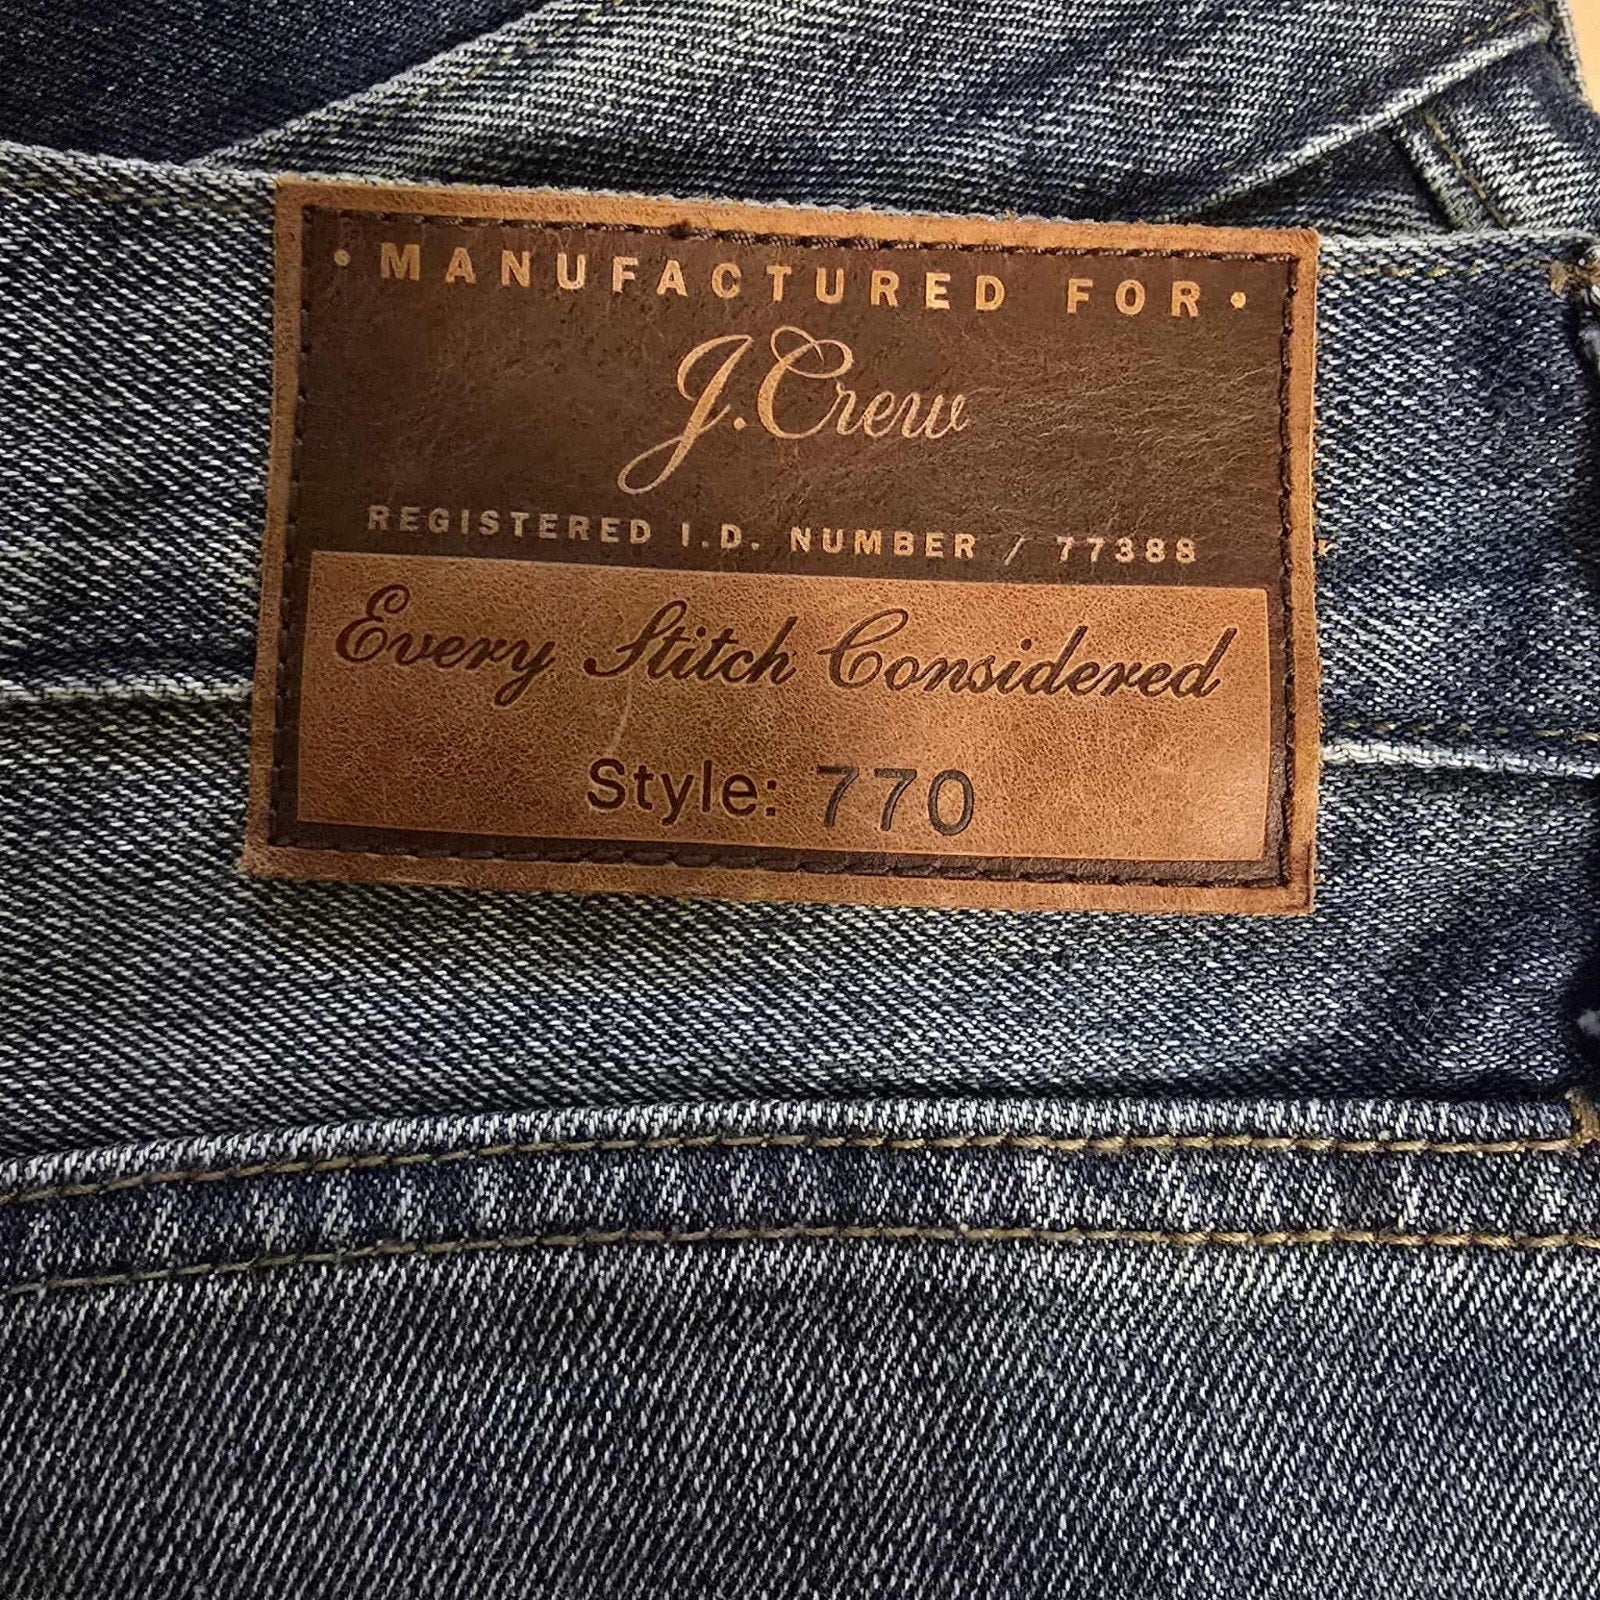 • MANUFACTURED FOR •
J.Crew
REGISTERED I.D. NUMBER / 77388
Every Stitch Considered
Style: 770